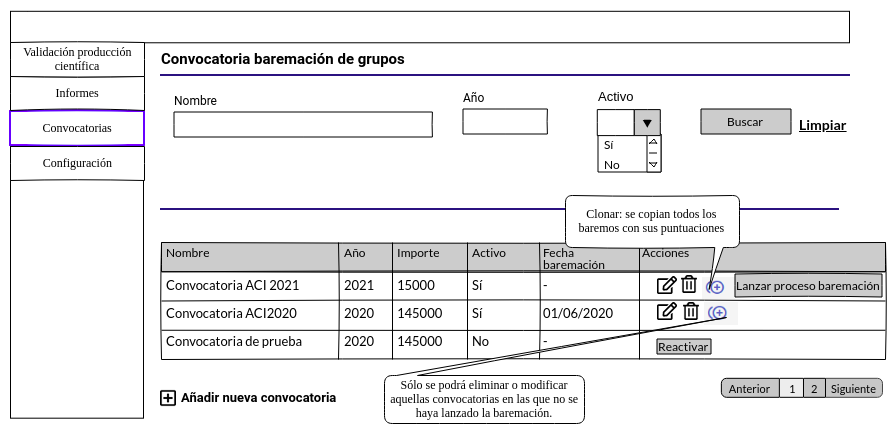 Validación producción
científica
Informes
Convocatorias
Configuración
Convocatoria baremación de grupos
Nombre
Año
Activo
Buscar
Limpiar
Sí
No
Clonar: se copian todos los
baremos con sus puntuaciones
Nombre Año Importe Activo Fecha baremación Acciones
Convocatoria ACI 2021 2021 15000 Sí - Lanzar proceso baremación
Convocatoria ACI2020 2020 145000 Sí 01/06/2020
Convocatoria de prueba 2020 145000 No - Reactivar
Sólo se podrá eliminar o modificar
aquellas convocatorias en las que no se
haya lanzado la baremación.
Añadir nueva convocatoria
Anterior 1 2 Siguiente